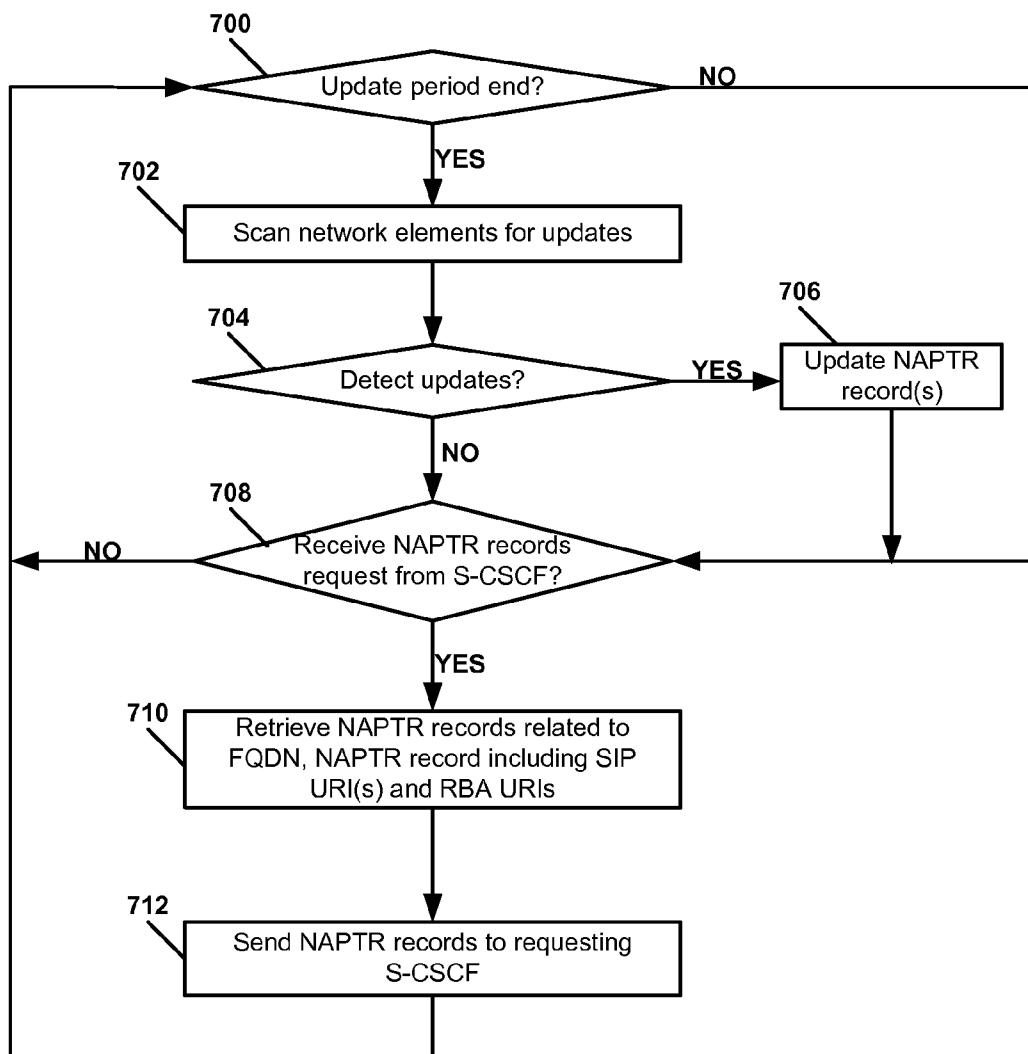 700
Update period end?
NO
YES
702
Scan network elements for updates
704
706
Detect updates?
YES
Update NAPTR
record(s)
NO
708
Receive NAPTR records
request from S-CSCF?
NO
YES
710
Retrieve NAPTR records related to
FQDN, NAPTR record including SIP
URI(s) and RBA URIs
712
Send NAPTR records to requesting
S-CSCF